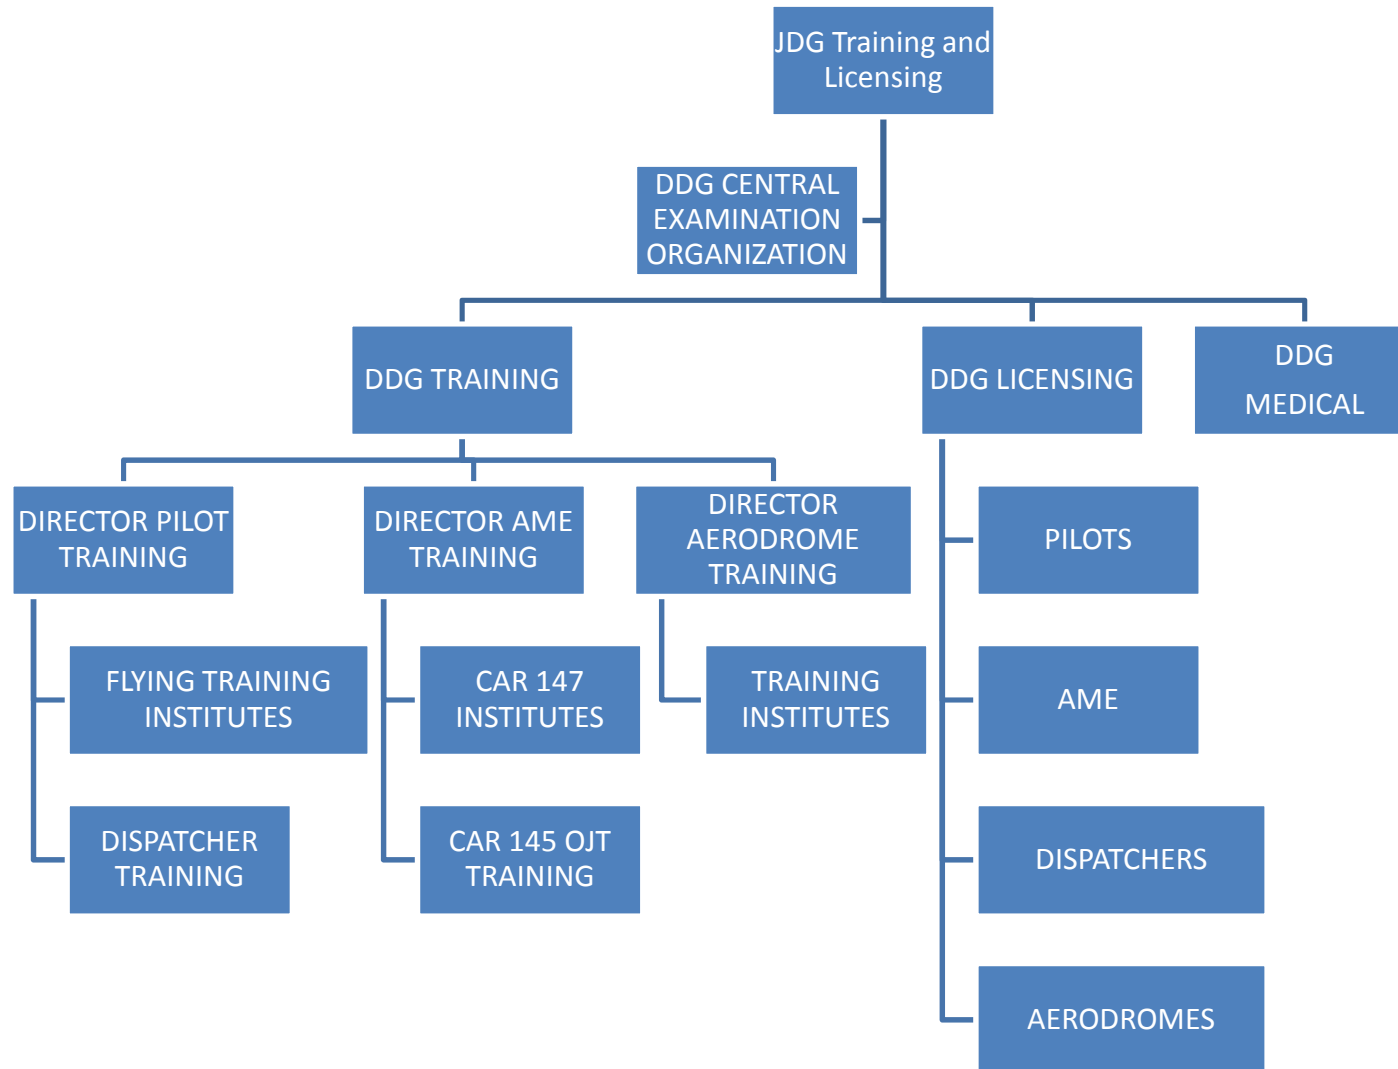 JDG Training and
Licensing
DDG CENTRAL
EXAMINATION
ORGANIZATION
DDG TRAINING
DDG LICENSING
DDG
MEDICAL
DIRECTOR PILOT
TRAINING
DIRECTOR AME
TRAINING
DIRECTOR
AERODROME
TRAINING
PILOTS
FLYING TRAINING
INSTITUTES
CAR 147
INSTITUTES
TRAINING
INSTITUTES
AME
DISPATCHER
TRAINING
CAR 145 OJT
TRAINING
DISPATCHERS
AERODROMES